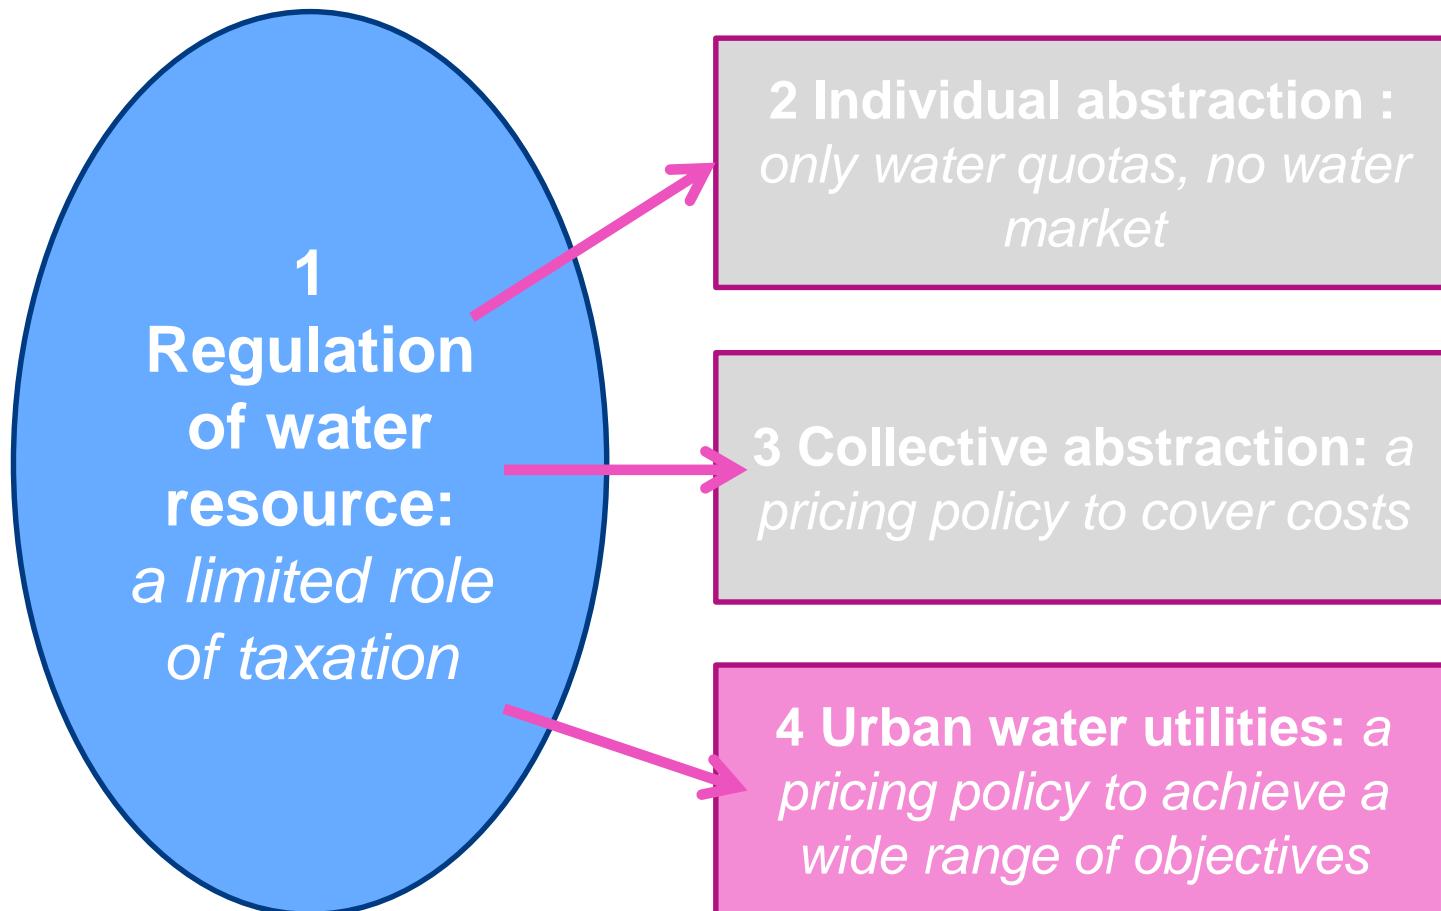 1
Regulation
of water
resource:
a limited role
of taxation
2 Individual abstraction :
only water quotas, no water
market
3 Collective abstraction: a
pricing policy to cover costs
4 Urban water utilities: a
pricing policy to achieve a
wide range of objectives